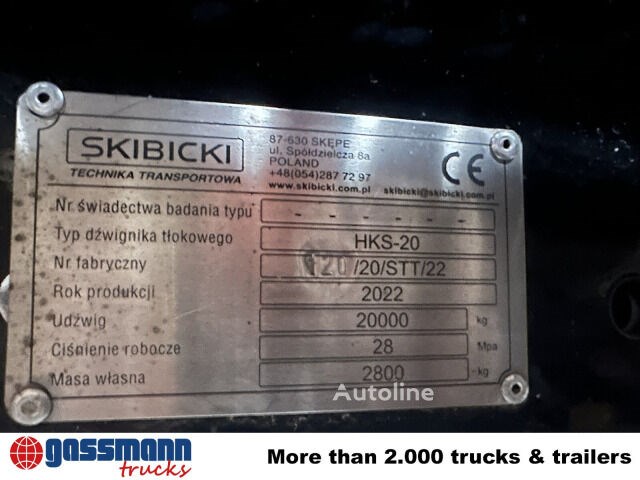 SKIBICKI
TECHNIKA TRANSPORTOWA
87-630 SKĘPE
ul. Spółdzielcza 8a
POLAND
+48(054)287 72 97
www.skibicki.com.pl skibicki@skibicki.com.pl
CE
Nr świadectwa badania typu - - - - - -
Typ dźwignika tłokowego HKS-20
Nr fabryczny 120/20/STT/22
Rok produkcji 2022
Udźwig 20000 kg
Ciśnienie robocze 28 Mpa
Masa własna 2800 kg
Autoline
gassmann
trucks
More than 2.000 trucks & trailers